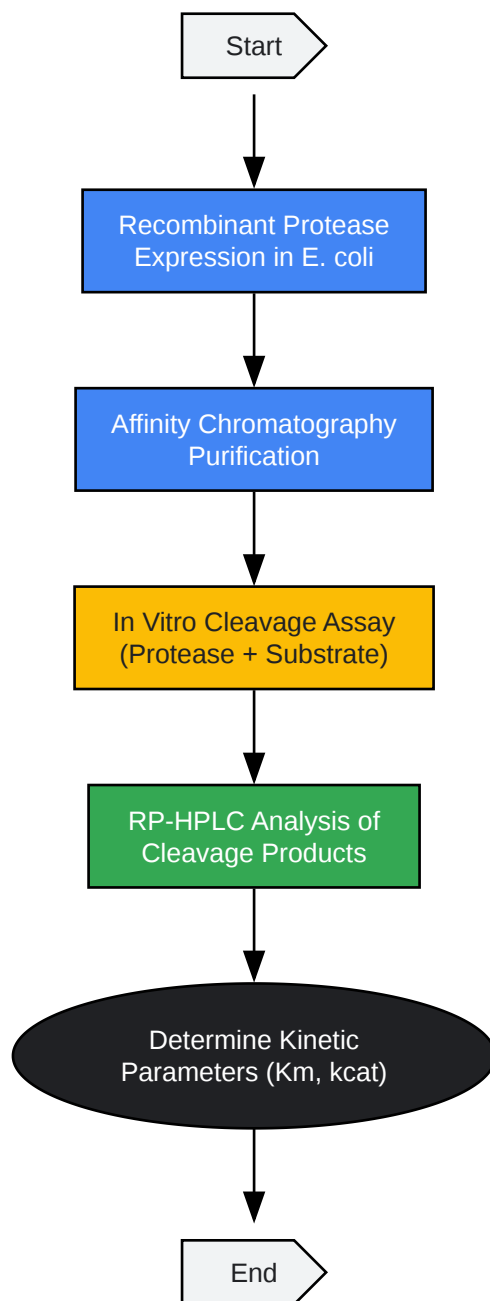 Start
Recombinant Protease
Expression in E. coli
Affinity Chromatography
Purification
In Vitro Cleavage Assay
(Protease + Substrate)
RP-HPLC Analysis of
Cleavage Products
Determine Kinetic
Parameters (Km, kcat)
End